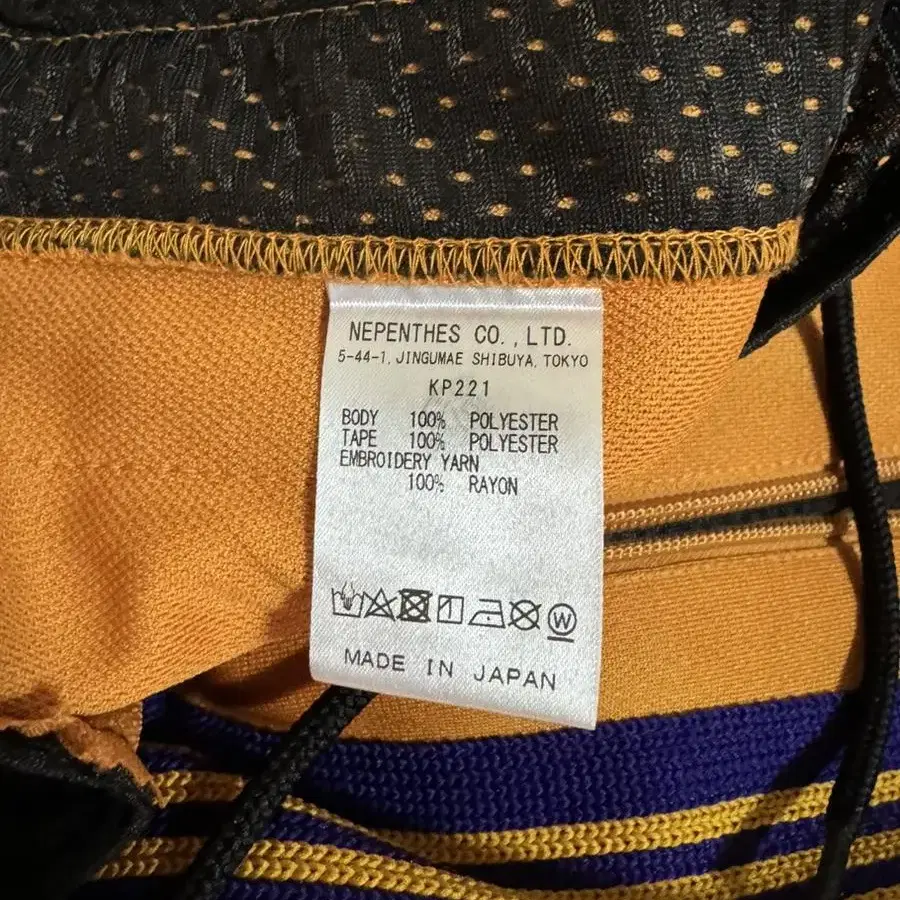 NEPENTHES CO.,LTD.
5-44-1, JINGUMAE SHIBUYA, TOKYO
KP221
BODY 100% POLYESTER
TAPE 100% POLYESTER
EMBROIDERY YARN
100% RAYON
W
MADE IN JAPAN